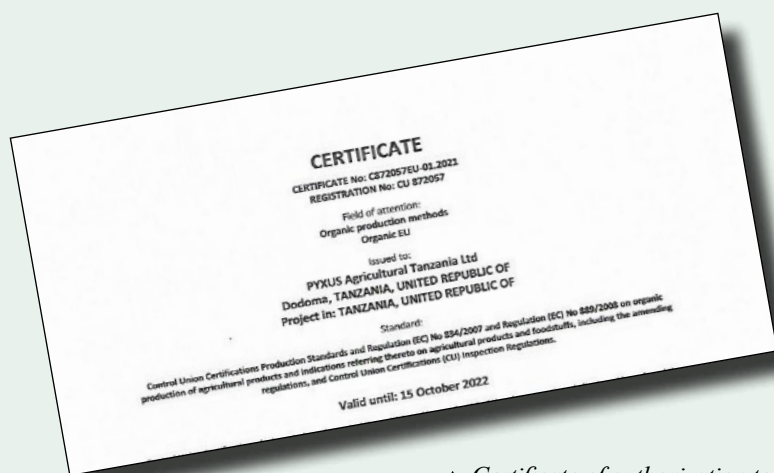 CERTIFICATE
CERTIFICATE No: C872057EU-01.2021
REGISTRATION No: CU 872057
Field of attention:
Organic production methods
Organic EU
Issued to:
PYXUS Agricultural Tanzania Ltd
Dodoma, TANZANIA, UNITED REPUBLIC OF
Project in: TANZANIA, UNITED REPUBLIC OF
Standard:
Control Union Certifications Production Standards and Regulation (EC) No 834/2007 and Regulation (EC) No 889/2008 on organic
production of agricultural products and indications referring thereto on agricultural products and foodstuffs, including the amending
regulations, and Control Union Certifications (CU) Inspection Regulations.
Valid until: 15 October 2022